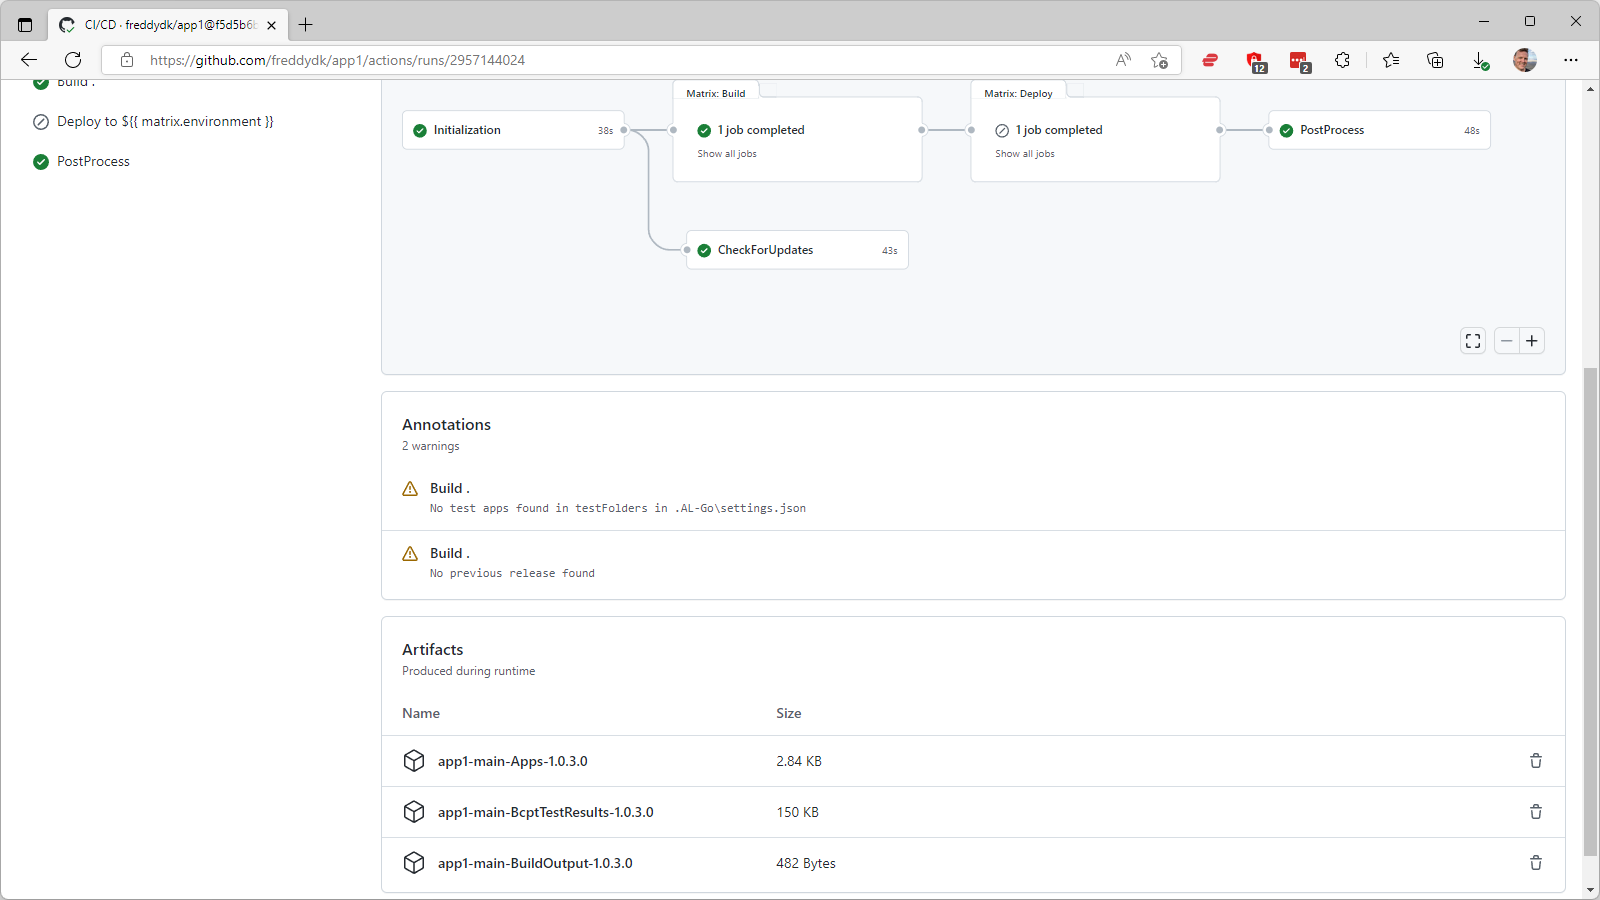 CI/CD · freddydk/app1@f5d5b6b
https://github.com/freddydk/app1/actions/runs/2957144024
12
2
Build .
Deploy to ${{ matrix.environment }}
PostProcess
Matrix: Build
Matrix: Deploy
Initialization 38s
1 job completed
Show all jobs
1 job completed
Show all jobs
PostProcess 48s
CheckForUpdates 43s
Annotations
2 warnings
Build .
No test apps found in testFolders in .AL-Go\settings.json
Build .
No previous release found
Artifacts
Produced during runtime
Name Size
app1-main-Apps-1.0.3.0 2.84 KB
app1-main-BcptTestResults-1.0.3.0 150 KB
app1-main-BuildOutput-1.0.3.0 482 Bytes